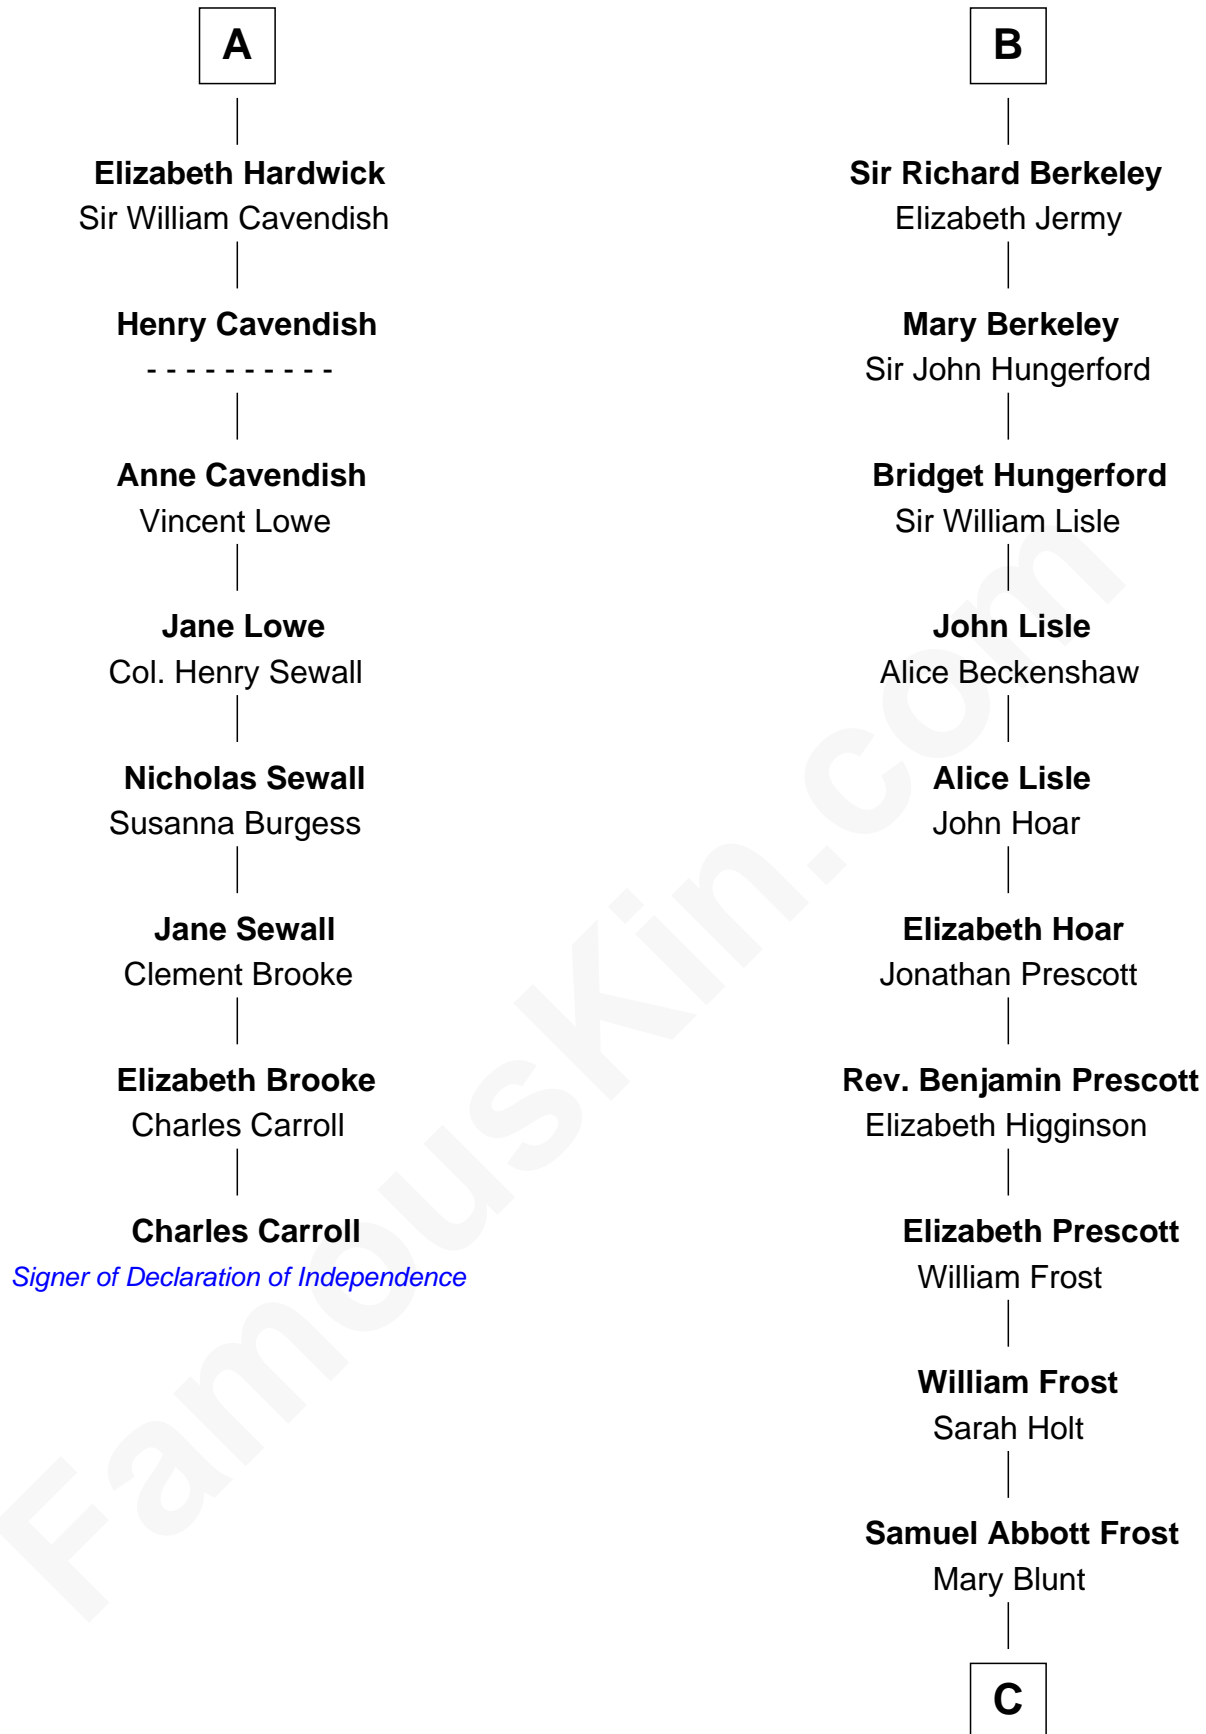 A
Elizabeth Hardwick
Sir William Cavendish
Henry Cavendish
- - - - - - - - - -
Anne Cavendish
Vincent Lowe
Jane Lowe
Col. Henry Sewall
Nicholas Sewall
Susanna Burgess
Jane Sewall
Clement Brooke
Elizabeth Brooke
Charles Carroll
Charles Carroll
Signer of Declaration of Independence
B
Sir Richard Berkeley
Elizabeth Jermy
Mary Berkeley
Sir John Hungerford
Bridget Hungerford
Sir William Lisle
John Lisle
Alice Beckenshaw
Alice Lisle
John Hoar
Elizabeth Hoar
Jonathan Prescott
Rev. Benjamin Prescott
Elizabeth Higginson
Elizabeth Prescott
William Frost
William Frost
Sarah Holt
Samuel Abbott Frost
Mary Blunt
C
FamousKin.com